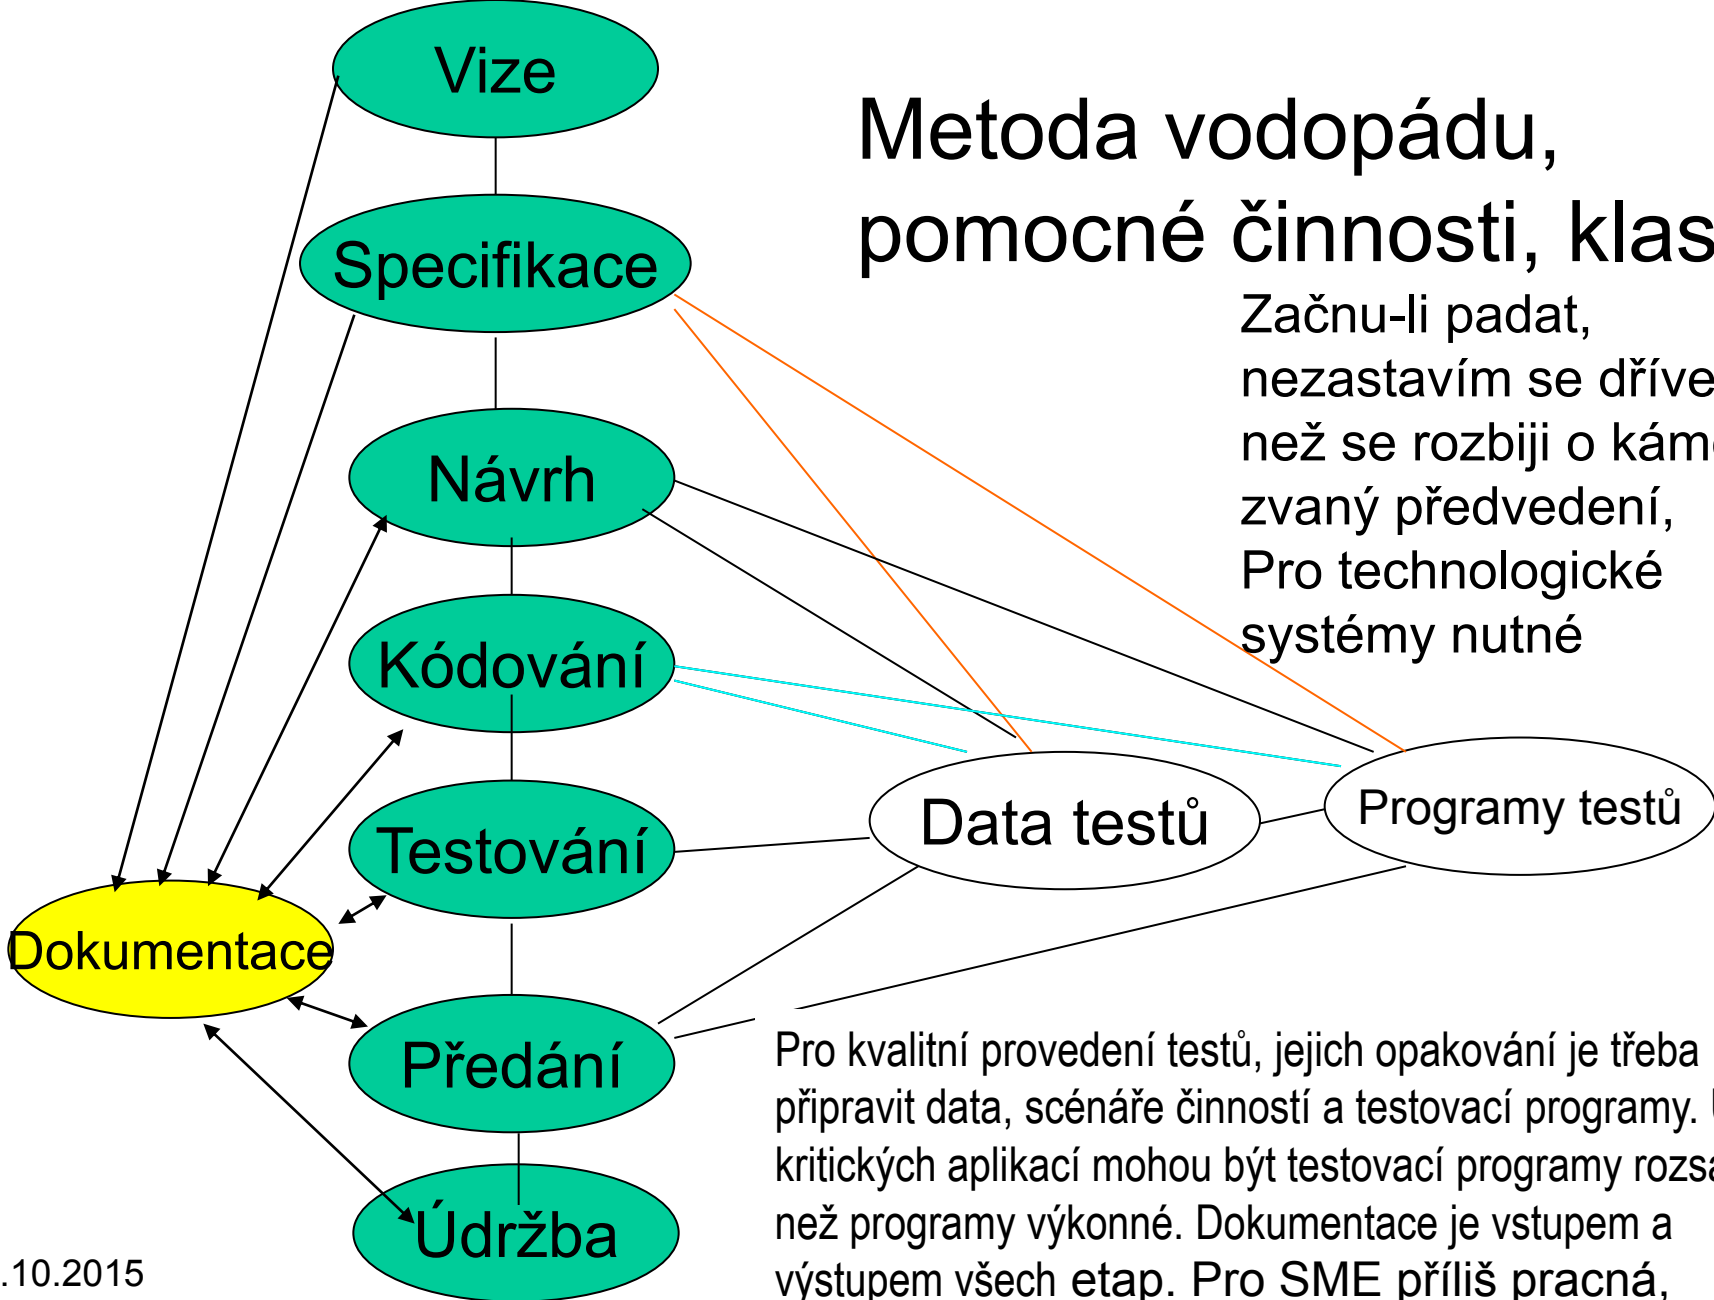 Vize
Metoda vodopádu,
pomocné činnosti, klas
Specifikace
Začnu-li padat,
nezastavím se dříve
než se rozbiji o kám
zvaný předvedení,
Pro technologické
systémy nutné
Návrh
Kódování
Testování
Data testů
Programy testů
Dokumentace
Předání
Pro kvalitní provedení testů, jejich opakování je třeba
připravit data, scénáře činností a testovací programy.
kritických aplikací mohou být testovací programy rozsa
než programy výkonné. Dokumentace je vstupem a
výstupem všech etap. Pro SME příliš pracná,
Údržba
.10.2015